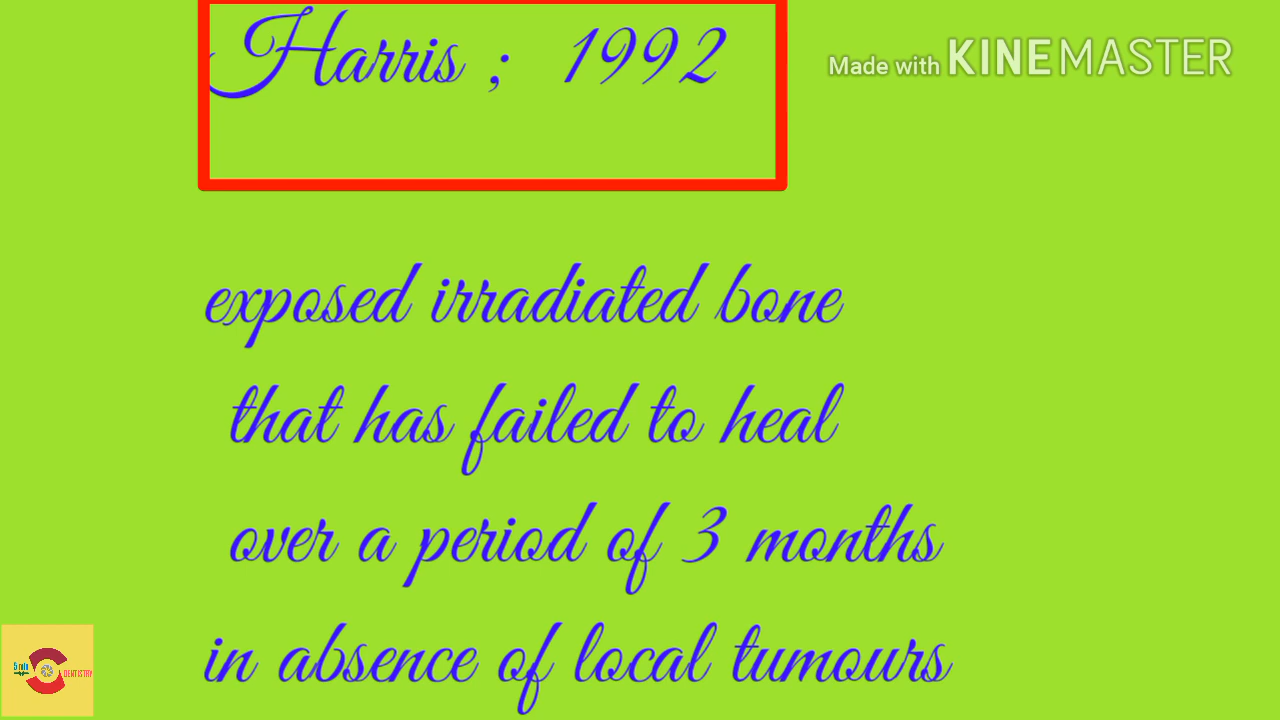 Harris ; 1992
Made with KINEMASTER
exposed irradiated bone
that has failed to heal
over a period of 3 months
in absence of local tumours
DENTISTRY